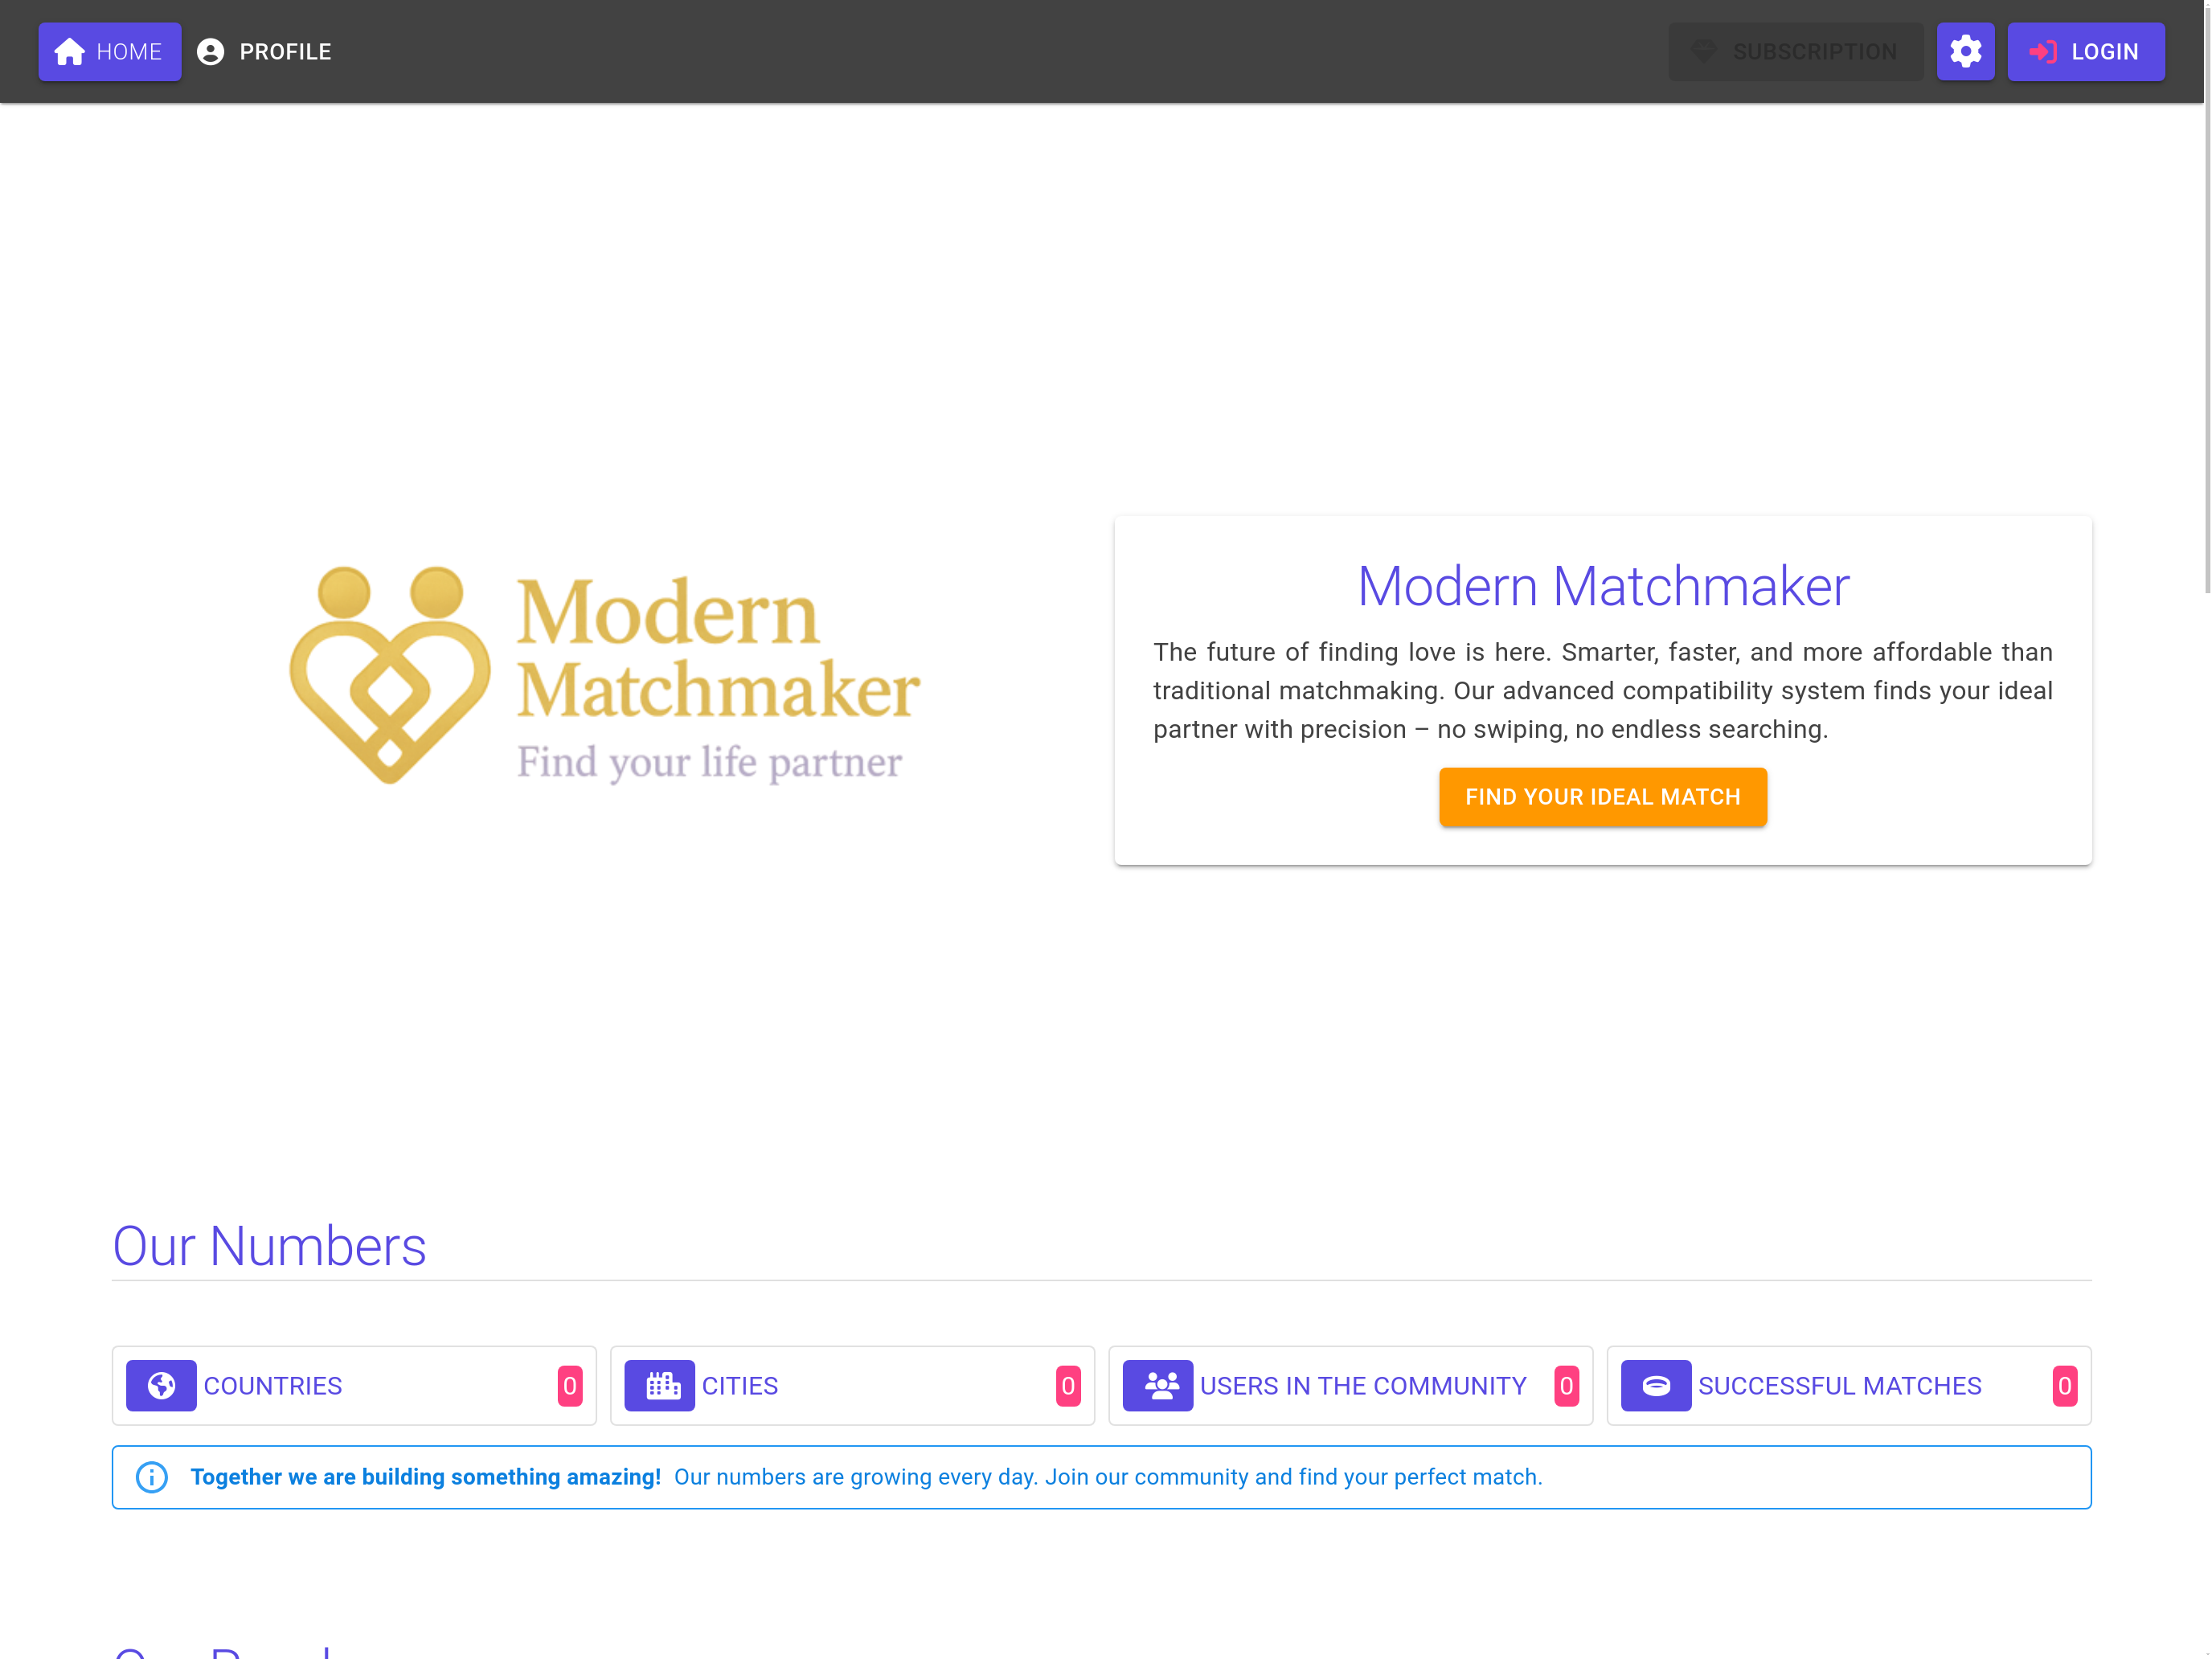 HOME
PROFILE
SUBSCRIPTION
LOGIN
Modern
Matchmaker
Find your life partner
Modern Matchmaker
The future of finding love is here. Smarter, faster, and more affordable than
traditional matchmaking. Our advanced compatibility system finds your ideal
partner with precision – no swiping, no endless searching.
FIND YOUR IDEAL MATCH
Our Numbers
COUNTRIES 0
CITIES 0
USERS IN THE COMMUNITY 0
SUCCESSFUL MATCHES 0
Together we are building something amazing! Our numbers are growing every day. Join our community and find your perfect match.